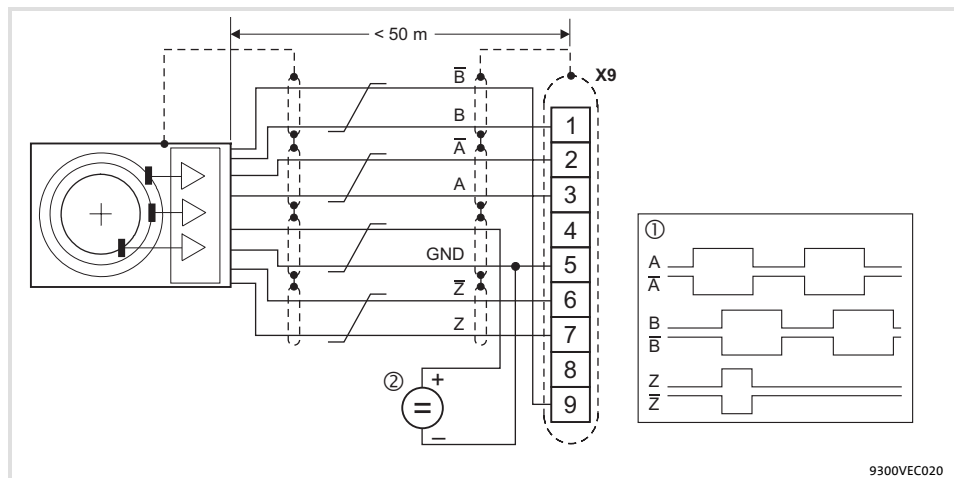 < 50 m
X9
B̅
B
A̅
A
GND
Z̅
Z
1
2
3
4
5
6
7
8
9
②
+
=
–
①
A
A̅
B
B̅
Z
Z̅
9300VEC020